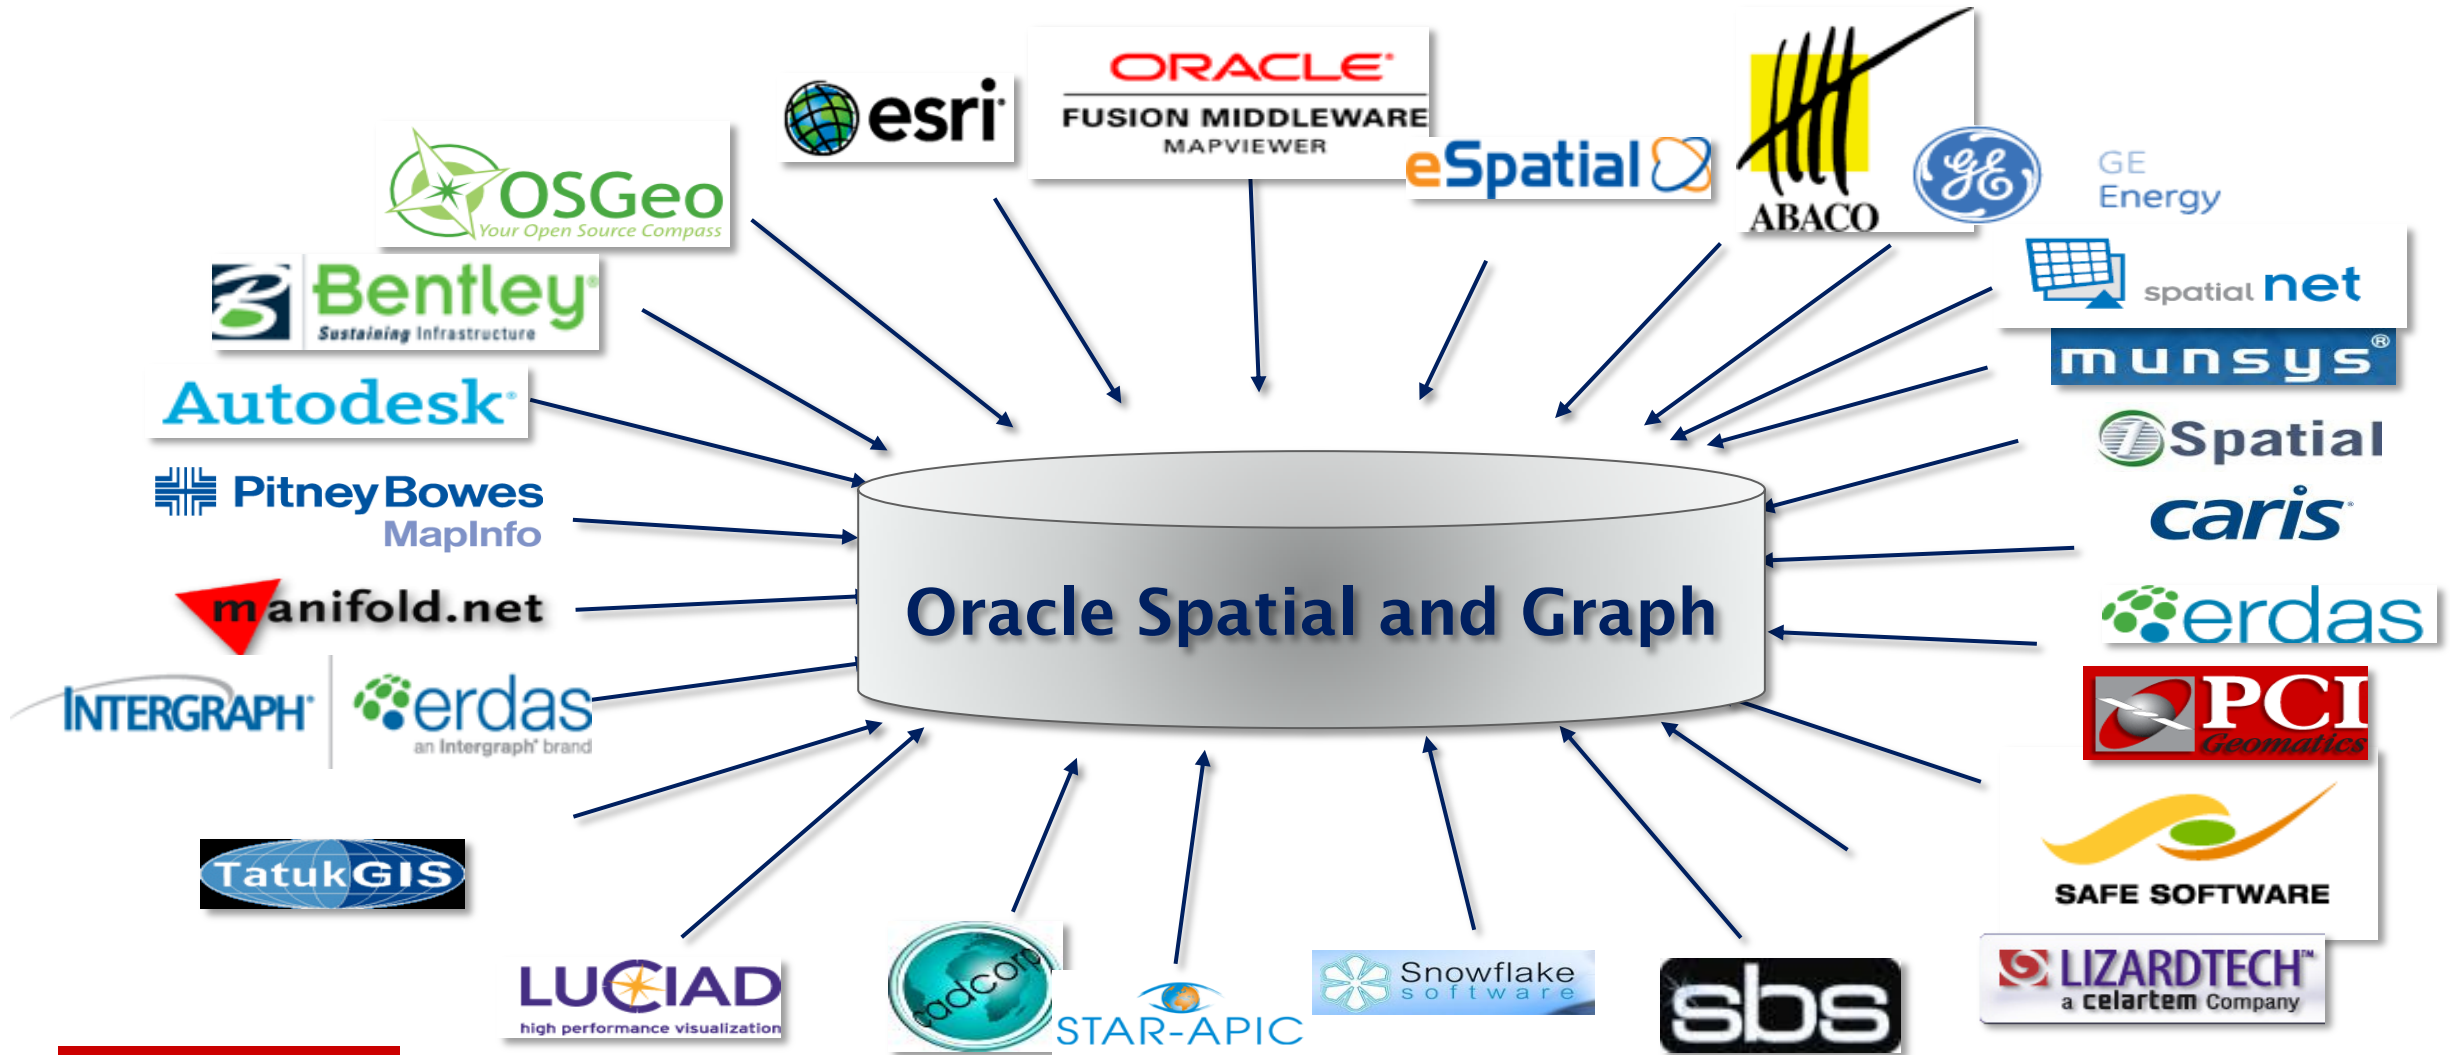 ORACLE®
FUSION MIDDLEWARE
MAPVIEWER
esri
eSpatial
ABACO
GE
Energy
OSGeo
Your Open Source Compass
spatial net
Bentley®
Sustaining Infrastructure
munsys®
Autodesk®
1Spatial
Pitney Bowes
MapInfo
caris
manifold.net
Oracle Spatial and Graph
erdas
INTERGRAPH®
erdas
an Intergraph® brand
PCI
Geomatics
TatukGIS
SAFE SOFTWARE
LUCIAD
high performance visualization
cadcorp
STAR-APIC
Snowflake
software
sbs
LIZARDTECH™
a celartem Company